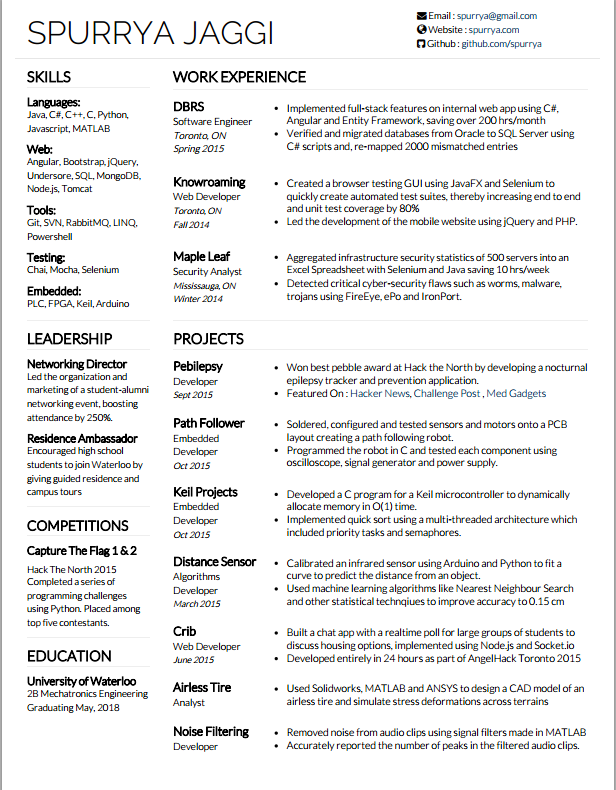 SPURRYA JAGGI
Email : spurrya@gmail.com
Website : spurrya.com
Github : github.com/spurrya
SKILLS
Languages:
Java, C#, C++, C, Python,
Javascript, MATLAB
Web:
Angular, Bootstrap, jQuery,
Undersore, SQL, MongoDB,
Node.js, Tomcat
Tools:
Git, SVN, RabbitMQ, LINQ,
Powershell
Testing:
Chai, Mocha, Selenium
Embedded:
PLC, FPGA, Keil, Arduino
LEADERSHIP
Networking Director
Led the organization and
marketing of a student-alumni
networking event, boosting
attendance by 250%.
Residence Ambassador
Encouraged high school
students to join Waterloo by
giving guided residence and
campus tours
COMPETITIONS
Capture The Flag 1 & 2
Hack The North 2015
Completed a series of
programming challenges
using Python. Placed among
top five contestants.
EDUCATION
University of Waterloo
2B Mechatronics Engineering
Graduating May, 2018
WORK EXPERIENCE
DBRS
Software Engineer
Toronto, ON
Spring 2015
• Implemented full-stack features on internal web app using C#,
Angular and Entity Framework, saving over 200 hrs/month
• Verified and migrated databases from Oracle to SQL Server using
C# scripts and, re-mapped 2000 mismatched entries
Knowroaming
Web Developer
Toronto, ON
Fall 2014
• Created a browser testing GUI using JavaFX and Selenium to
quickly create automated test suites, thereby increasing end to end
and unit test coverage by 80%
• Led the development of the mobile website using jQuery and PHP.
Maple Leaf
Security Analyst
Mississauga, ON
Winter 2014
• Aggregated infrastructure security statistics of 500 servers into an
Excel Spreadsheet with Selenium and Java saving 10 hrs/week
• Detected critical cyber-security flaws such as worms, malware,
trojans using FireEye, ePo and IronPort.
PROJECTS
Pebilepsy
Developer
Sept 2015
• Won best pebble award at Hack the North by developing a nocturnal
epilepsy tracker and prevention application.
• Featured On : Hacker News, Challenge Post , Med Gadgets
Path Follower
Embedded
Developer
Oct 2015
• Soldered, configured and tested sensors and motors onto a PCB
layout creating a path following robot.
• Programmed the robot in C and tested each component using
oscilloscope, signal generator and power supply.
Keil Projects
Embedded
Developer
Oct 2015
• Developed a C program for a Keil microcontroller to dynamically
allocate memory in O(1) time.
• Implemented quick sort using a multi-threaded architecture which
included priority tasks and semaphores.
Distance Sensor
Algorithms
Developer
March 2015
• Calibrated an infrared sensor using Arduino and Python to fit a
curve to predict the distance from an object.
• Used machine learning algorithms like Nearest Neighbour Search
and other statistical technqiues to improve accuracy to 0.15 cm
Crib
Web Developer
June 2015
• Built a chat app with a realtime poll for large groups of students to
discuss housing options, implemented using Node.js and Socket.io
• Developed entirely in 24 hours as part of AngelHack Toronto 2015
Airless Tire
Analyst
• Used Solidworks, MATLAB and ANSYS to design a CAD model of an
airless tire and simulate stress deformations across terrains
Noise Filtering
Developer
• Removed noise from audio clips using signal filters made in MATLAB
• Accurately reported the number of peaks in the filtered audio clips.